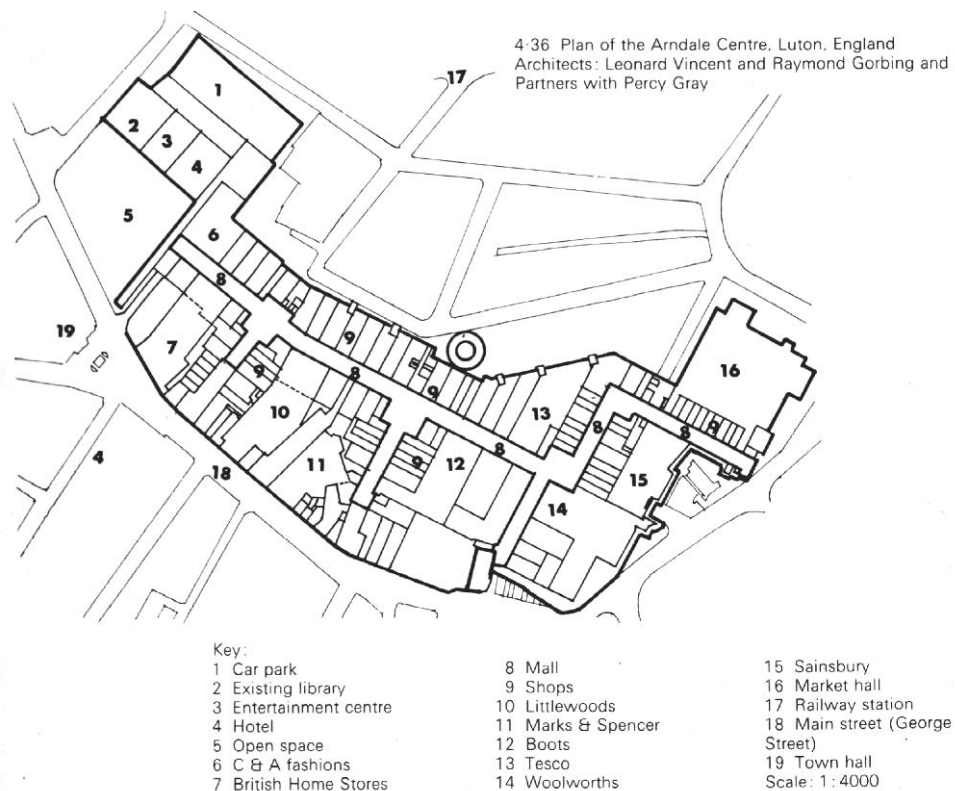 4·36 Plan of the Arndale Centre, Luton, England
Architects: Leonard Vincent and Raymond Gorbing and
Partners with Percy Gray
17
1
2
3
4
5
6
8
19
7
9
9
8
10
9
16
13
8
9
8
4
18
11
9
12
8
15
14
Key:
1 Car park
2 Existing library
3 Entertainment centre
4 Hotel
5 Open space
6 C & A fashions
7 British Home Stores
8 Mall
9 Shops
10 Littlewoods
11 Marks & Spencer
12 Boots
13 Tesco
14 Woolworths
15 Sainsbury
16 Market hall
17 Railway station
18 Main street (George
Street)
19 Town hall
Scale: 1:4000